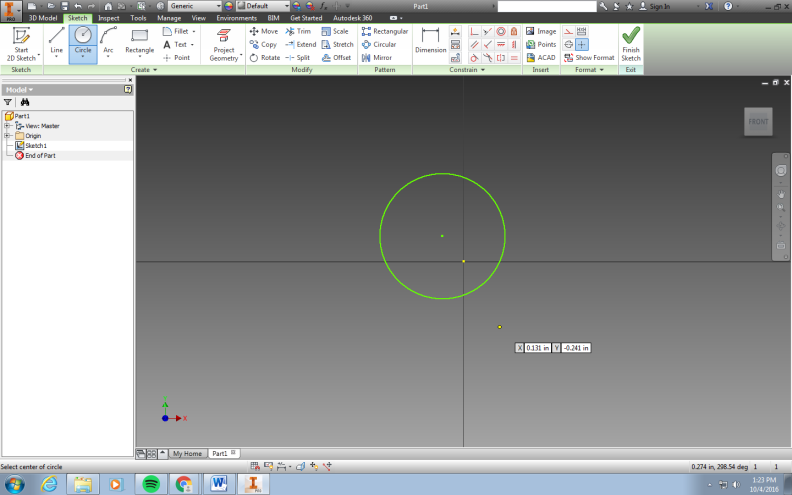 Generic Default Part1 Sign In
PRO 3D Model Sketch Inspect Tools Manage View Environments BIM Get Started Autodesk 360
Start 2D Sketch Line Circle Arc Rectangle Fillet Text Point Project Geometry Move Copy Rotate Trim Extend Split Scale Stretch Offset Rectangular Circular Mirror Dimension Image Points ACAD Show Format Finish Sketch
Sketch Create Modify Pattern Constrain Insert Format Exit
Model
Part1
View: Master
Origin
Sketch1
End of Part
FRONT
X 0.131 in Y -0.241 in
X
My Home Part1
Select center of circle 0.274 in, 298.54 deg 1 1
1:23 PM
10/4/2016